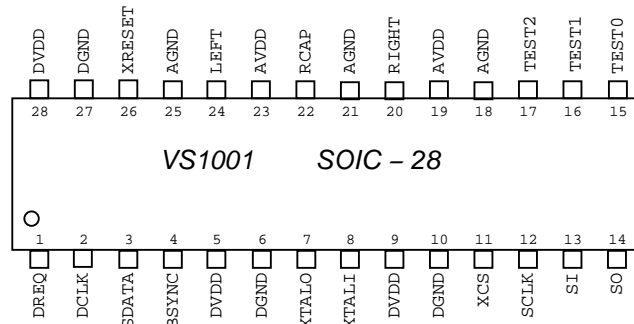 DVDD DGND XRESET AGND LEFT AVDD RCAP AGND RIGHT AVDD AGND TEST2 TEST1 TEST0
28 27 26 25 24 23 22 21 20 19 18 17 16 15
VS1001 SOIC – 28
1 2 3 4 5 6 7 8 9 10 11 12 13 14
DREQ DCLK SDATA BSYNC DVDD DGND XTALO XTALI DVDD DGND XCS SCLK SI SO